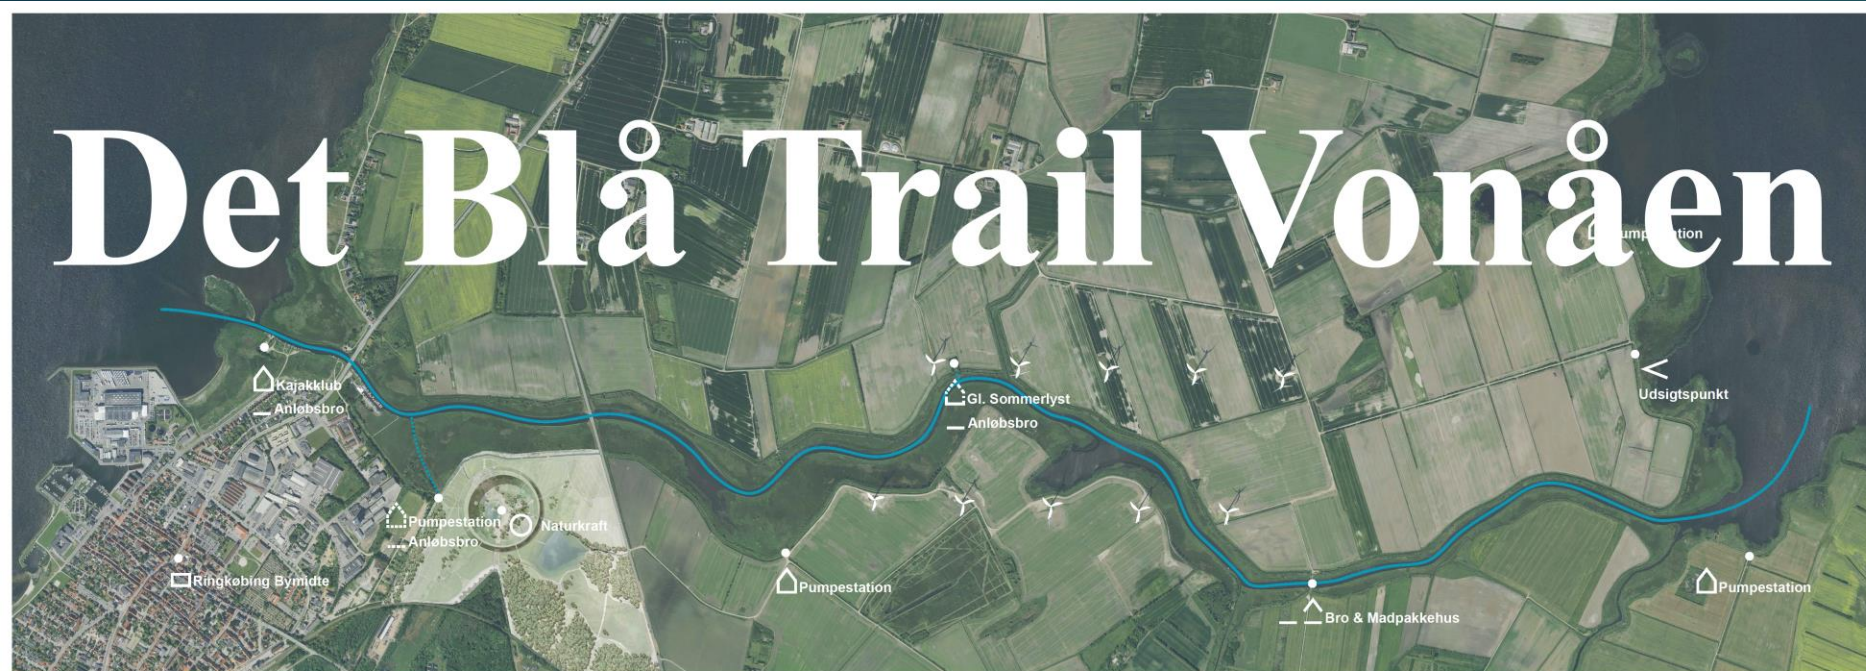 Det Blå Trail Vonåen
Pumpestation
Udsigtspunkt
Kajakklub
Anløbsbro
Gl. Sommerlyst
Anløbsbro
Pumpestation
Anløbsbro
Naturkraft
Ringkøbing Bymidte
Pumpestation
Pumpestation
Bro & Madpakkehus